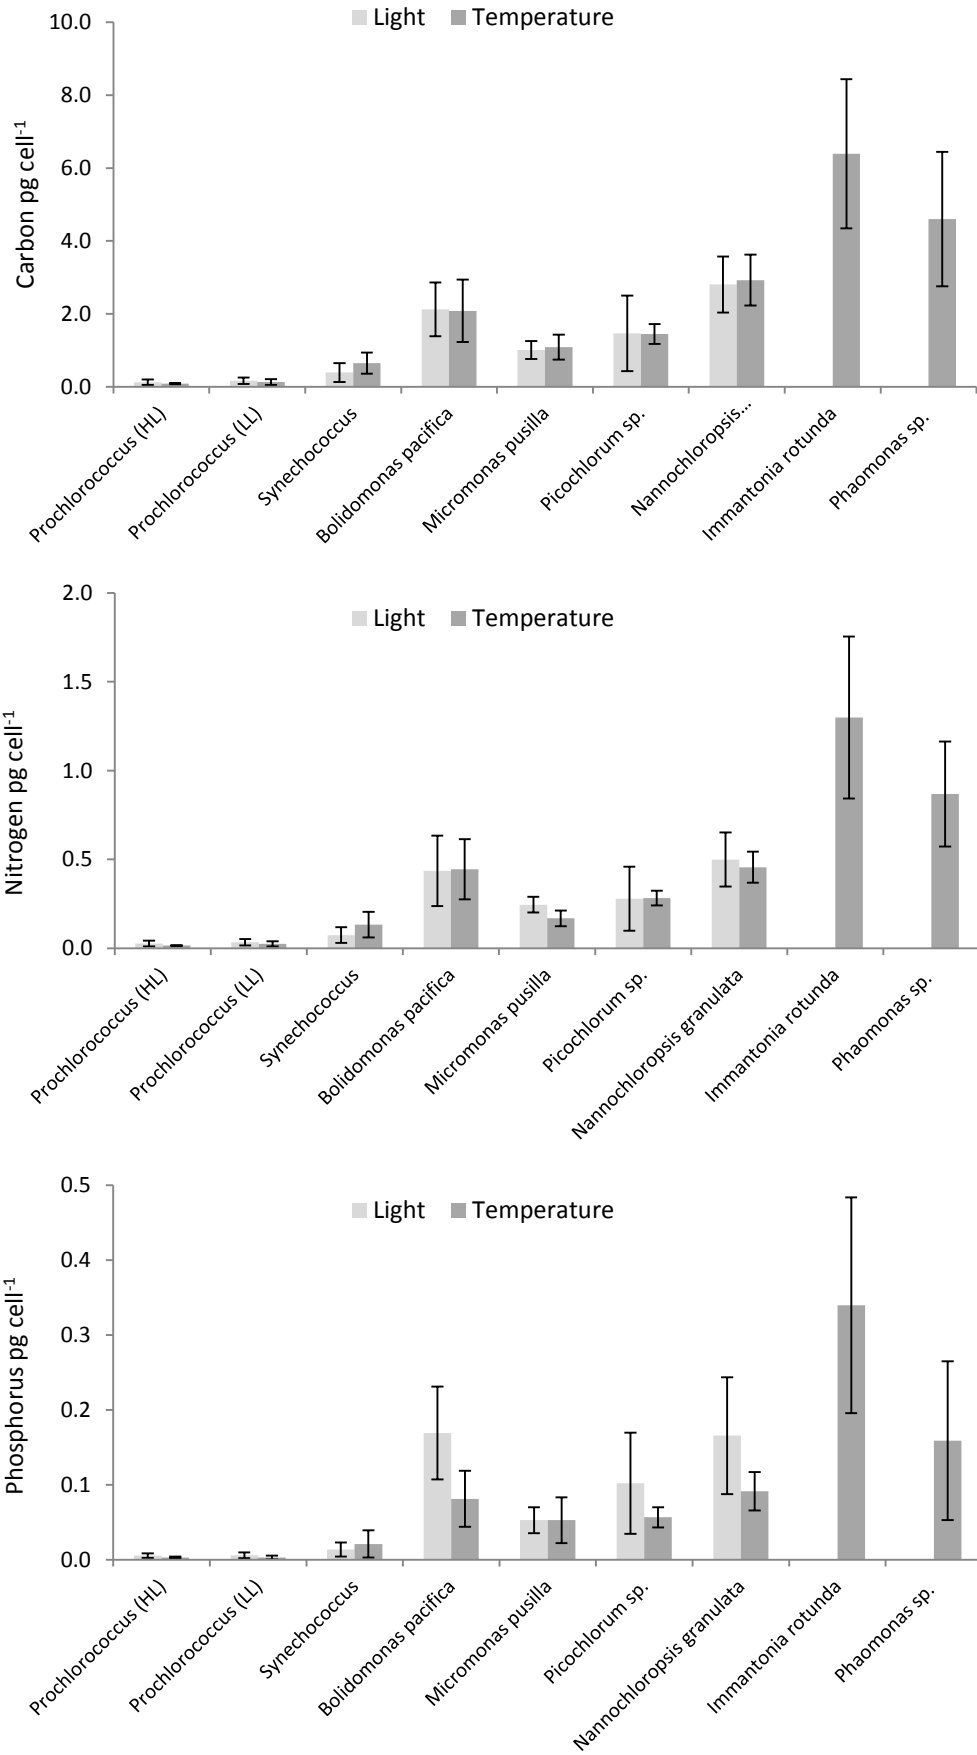 Light Temperature
10.0
8.0
6.0
4.0
2.0
0.0
Carbon pg cell-1
Prochlorococcus (HL)
Prochlorococcus (LL)
Synechococcus
Bolidomonas pacifica
Micromonas pusilla
Picochlorum sp.
Nannochloropsis...
Immantonia rotunda
Phaomonas sp.
Light Temperature
2.0
1.5
1.0
0.5
0.0
Nitrogen pg cell-1
Prochlorococcus (HL)
Prochlorococcus (LL)
Synechococcus
Bolidomonas pacifica
Micromonas pusilla
Picochlorum sp.
Nannochloropsis granulata
Immantonia rotunda
Phaomonas sp.
Light Temperature
0.5
0.4
0.3
0.2
0.1
0.0
Phosphorus pg cell-1
Prochlorococcus (HL)
Prochlorococcus (LL)
Synechococcus
Bolidomonas pacifica
Micromonas pusilla
Picochlorum sp.
Nannochloropsis granulata
Immantonia rotunda
Phaomonas sp.